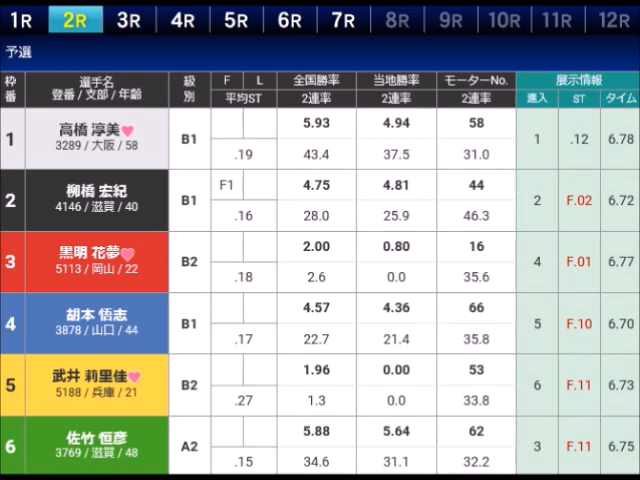 1R 2R 3R 4R 5R 6R 7R 8R 9R 10R 11R 12R
予選
枠番 選手名 登番 / 支部 / 年齢 級別 F L 平均ST 全国勝率 2連率 当地勝率 2連率 モーターNo. 2連率 展示情報 進入 ST タイム
1 高橋 淳美 B1 5.93 4.94 58 1 .12 6.78
3289 / 大阪 / 58 .19 43.4 37.5 31.0
2 柳橋 宏紀 B1 F1 4.75 4.81 44 2 F.02 6.72
4146 / 滋賀 / 40 .16 28.0 25.9 46.3
3 黒明 花夢 B2 2.00 0.80 16 4 F.01 6.77
5113 / 岡山 / 22 .18 2.6 0.0 35.6
4 胡本 悟志 B1 4.57 4.36 66 5 F.10 6.70
3878 / 山口 / 44 .17 22.7 21.4 35.8
5 武井 莉里佳 B2 1.96 0.00 53 6 F.11 6.73
5188 / 兵庫 / 21 .27 1.3 0.0 33.8
6 佐竹 恒彦 A2 5.88 5.64 62 3 F.11 6.75
3769 / 滋賀 / 48 .15 34.6 31.1 32.2